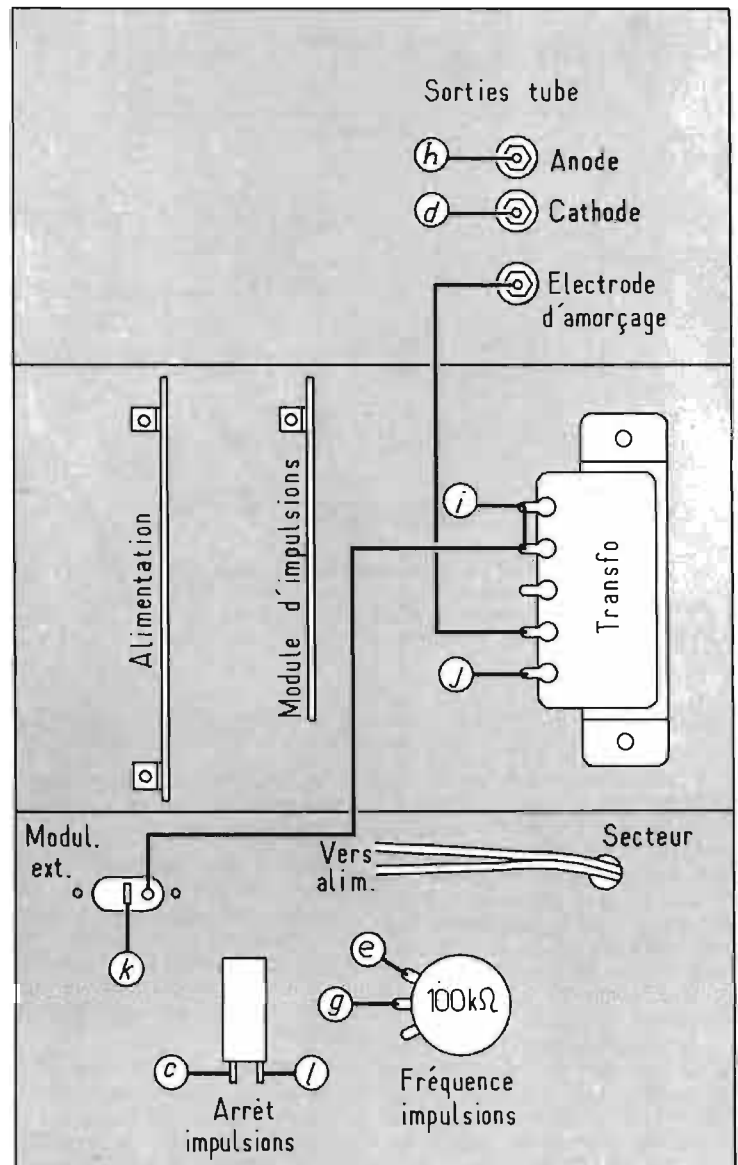 Sorties tube
h
Anode
d
Cathode
Electrode
d'amorçage
Alimentation
Module d'impulsions
i
Transfo
j
Modul.
ext.
Vers
alim.
Secteur
k
e
g
100kΩ
c
l
Arrèt
impulsions
Fréquence
impulsions